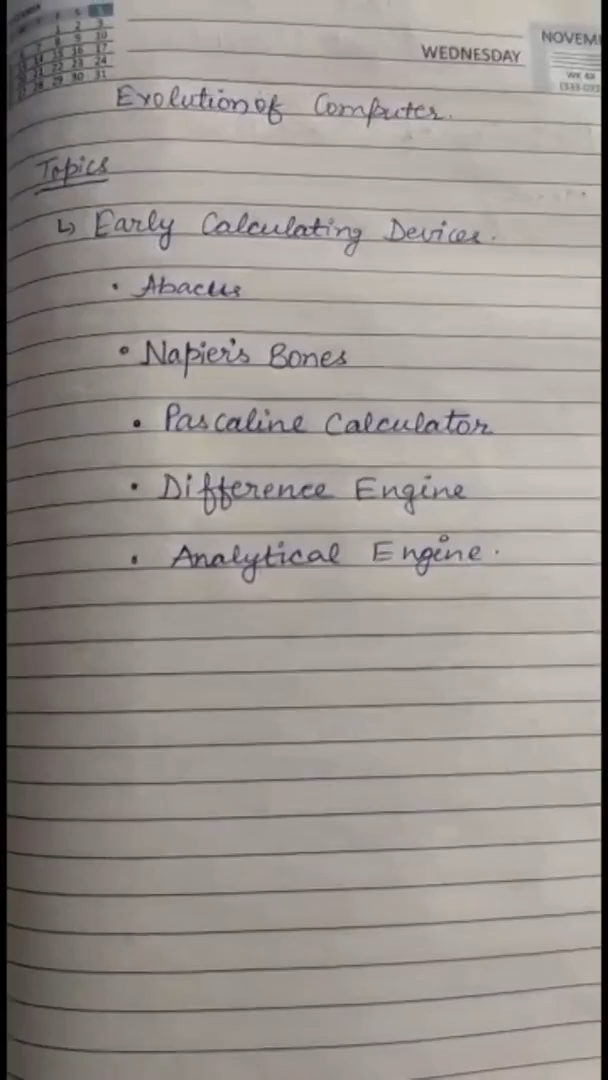 WEDNESDAY
NOVEM
Evolution of Computer.
Topics
↳ Early Calculating Devices.
• Abacus
• Napier's Bones
• Pascaline Calculator
• Difference Engine
• Analytical Engine.